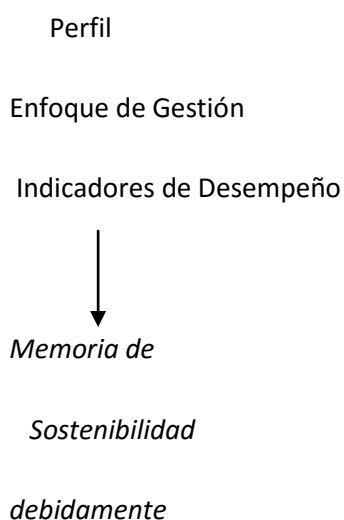 Perfil
Enfoque de Gestión
Indicadores de Desempeño
Memoria de
Sostenibilidad
debidamente